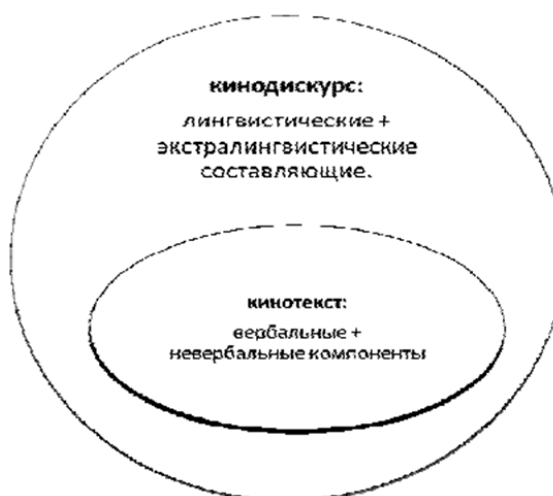 кинодискурс:
лингвистические +
экстралингвистические
составляющие.
кинотекст:
вербальные +
невербальные компоненты